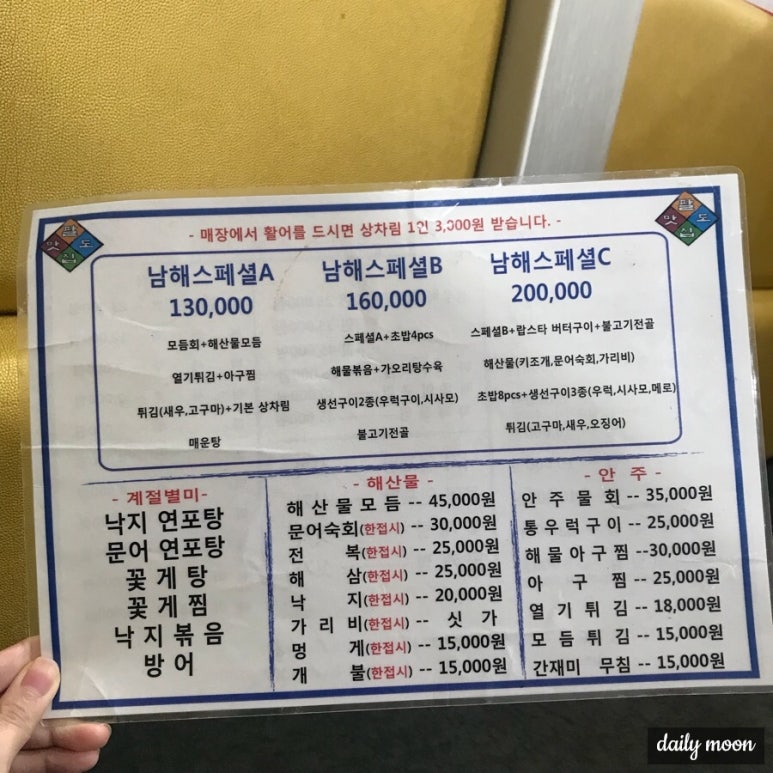 팔
도
맛
집
- 매장에서 활어를 드시면 상차림 1인 3,000원 받습니다. -
팔
도
맛
집
남해스페셜A
130,000
모듬회+해산물모듬
열기튀김+아구찜
튀김(새우,고구마)+기본 상차림
매운탕
남해스페셜B
160,000
스페셜A+초밥4pcs
해물볶음+가오리탕수육
생선구이2종(우럭구이,시사모)
불고기전골
남해스페셜C
200,000
스페셜B+랍스타 버터구이+불고기전골
해산물(키조개,문어숙회,가리비)
초밥8pcs+생선구이3종(우럭,시사모,메로)
튀김(고구마,새우,오징어)
- 계절별미-
낙지 연포탕
문어 연포탕
꽃 게 탕
꽃 게 찜
낙 지 볶 음
방 어
- 해산물 -
해 산 물 모 듬 -- 45,000원
문어숙회(한접시) -- 30,000원
전 복(한접시) -- 25,000원
해 삼(한접시) -- 25,000원
낙 지(한접시) -- 20,000원
가 리 비(한접시) -- 싯 가
멍 게(한접시) -- 15,000원
개 불(한접시) -- 15,000원
- 안 주 -
안 주 물 회 -- 35,000원
통우럭구이 -- 25,000원
해물아구찜 --30,000원
아 구 찜 -- 25,000원
열 기 튀 김 -- 18,000원
모 듬 튀 김 -- 15,000원
간재미 무침 -- 15,000원
daily moon